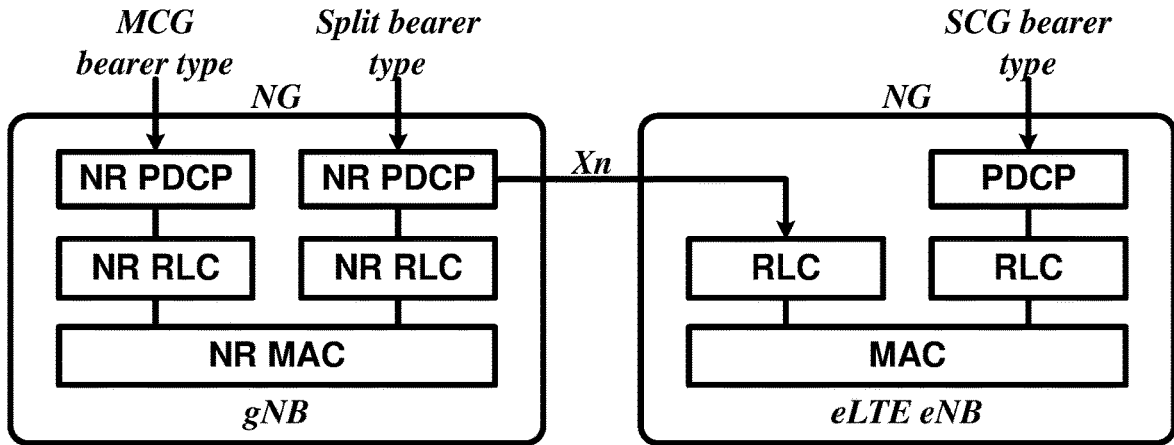 MCG
bearer type
Split bearer
type
SCG bearer
type
NG
NG
NR PDCP
NR PDCP
Xn
PDCP
NR RLC
NR RLC
RLC
RLC
NR MAC
MAC
gNB
eLTE eNB